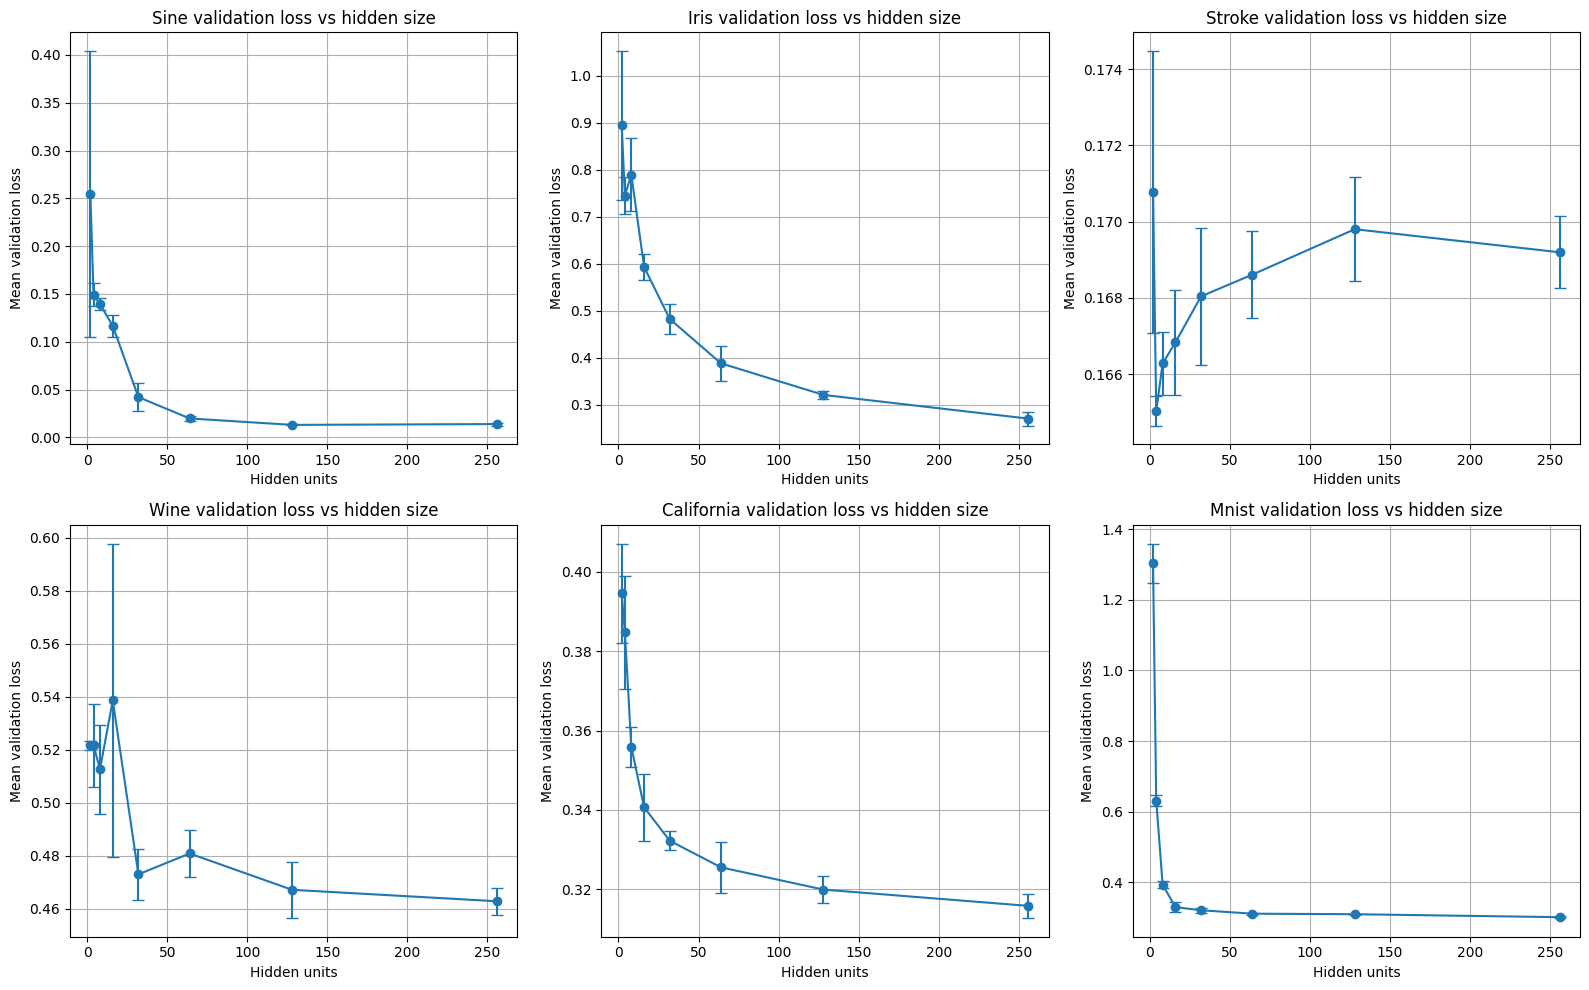 Sine validation loss vs hidden size
0.40
0.35
0.30
0.25
0.20
0.15
0.10
0.05
0.00
Mean validation loss
0 50 100 150 200 250
Hidden units
Iris validation loss vs hidden size
1.0
0.9
0.8
0.7
0.6
0.5
0.4
0.3
Mean validation loss
0 50 100 150 200 250
Hidden units
Stroke validation loss vs hidden size
0.174
0.172
0.170
0.168
0.166
Mean validation loss
0 50 100 150 200 250
Hidden units
Wine validation loss vs hidden size
0.60
0.58
0.56
0.54
0.52
0.50
0.48
0.46
Mean validation loss
0 50 100 150 200 250
Hidden units
California validation loss vs hidden size
0.40
0.38
0.36
0.34
0.32
Mean validation loss
0 50 100 150 200 250
Hidden units
Mnist validation loss vs hidden size
1.4
1.2
1.0
0.8
0.6
0.4
Mean validation loss
0 50 100 150 200 250
Hidden units